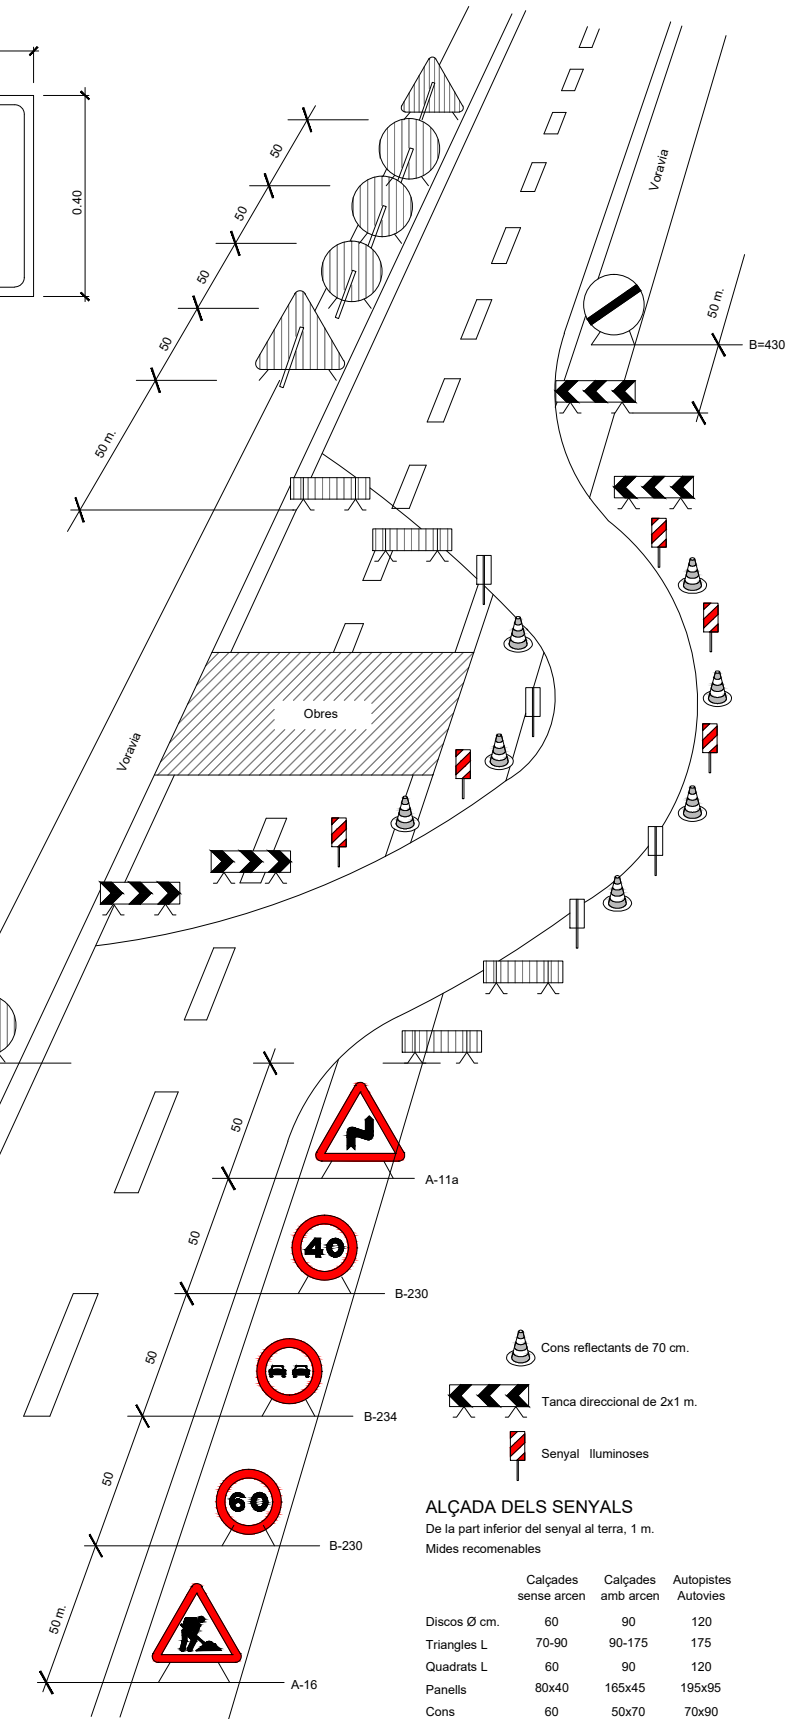 0.40
50
50
50
50
50 m.
Voravia
50 m.
B=430
Obres
Voravia
50
A-11a
40
50
B-230
50
B-234
50
60
B-230
50 m.
A-16
Cons reflectants de 70 cm.
Tanca direccional de 2x1 m.
Senyal lluminoses
ALÇADA DELS SENYALS
De la part inferior del senyal al terra, 1 m.
Mides recomenables
Calçades sense arcen Calçades amb arcen Autopistes Autovies
Discos Ø cm. 60 90 120
Triangles L 70-90 90-175 175
Quadrats L 60 90 120
Panells 80x40 165x45 195x95
Cons 60 50x70 70x90